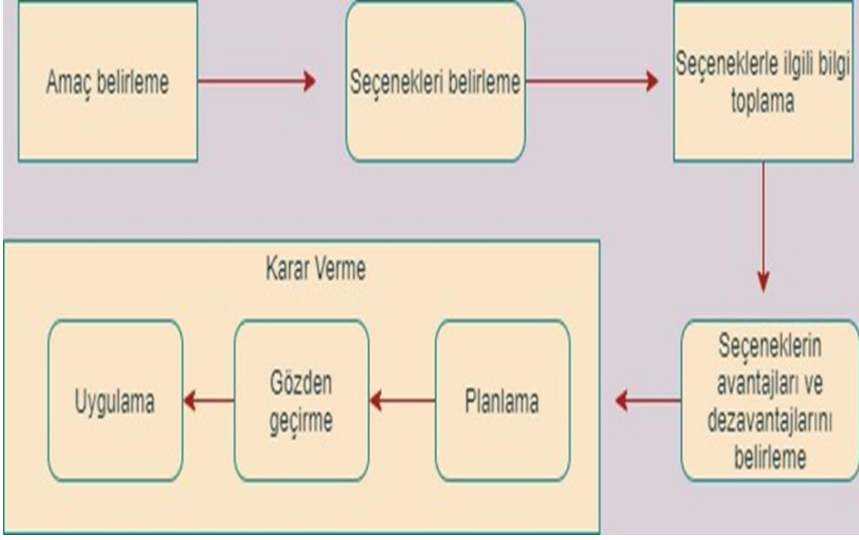 Amaç belirleme
Seçenekleri belirleme
Seçeneklerle ilgili bilgi
toplama
Seçeneklerin
avantajları ve
dezavantajlarını
belirleme
Karar Verme
Planlama
Gözden
geçirme
Uygulama